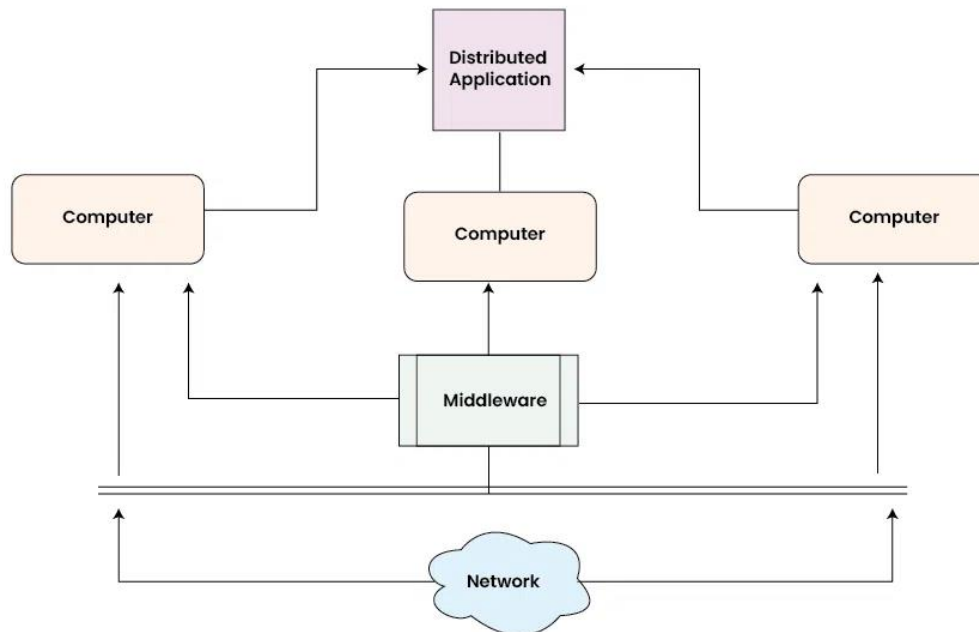 Distributed
Application
Computer
Computer
Computer
Middleware
Network